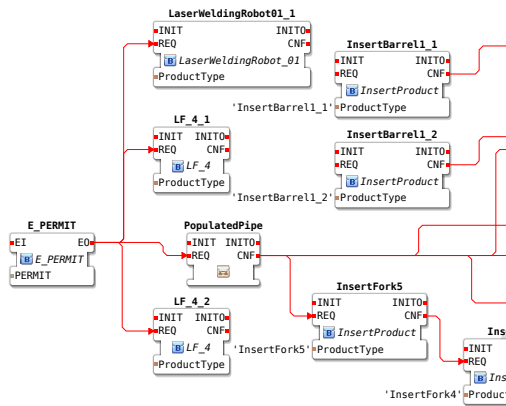 LaserWeldingRobot01_1
INIT INITO
REQ CNF
B LaserWeldingRobot_01
ProductType
InsertBarrel1_1
INIT INITO
REQ CNF
B InsertProduct
'InsertBarrel1_1' ProductType
LF_4_1
INIT INITO
REQ CNF
B LF_4
ProductType
InsertBarrel1_2
INIT INITO
REQ CNF
B InsertProduct
'InsertBarrel1_2' ProductType
E_PERMIT
EI EO
B E_PERMIT
PERMIT
PopulatedPipe
INIT INITO
REQ CNF
LF_4_2
INIT INITO
REQ CNF
B LF_4
ProductType
InsertFork5
INIT INITO
REQ CNF
B InsertProduct
'InsertFork5' ProductType
Ins
INIT
REQ
B Ins
'InsertFork4' Produc